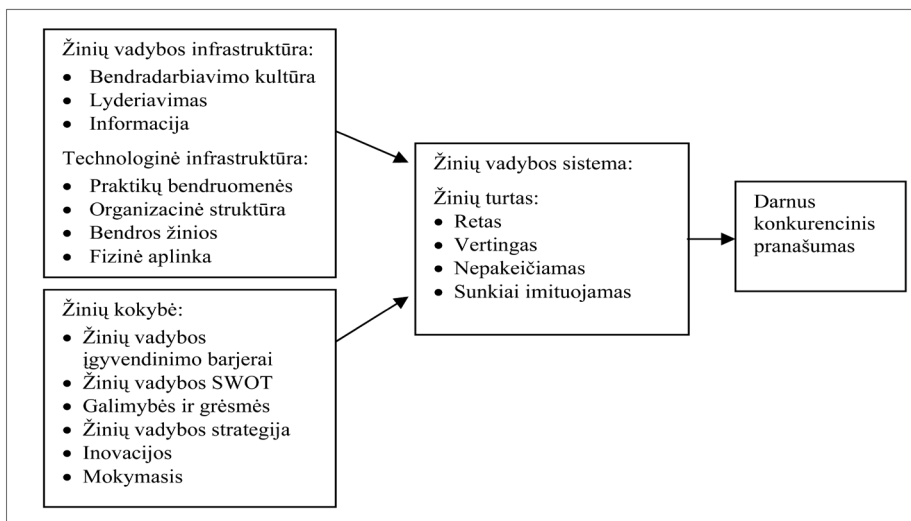 Žinių vadybos infrastruktūra:
• Bendradarbiavimo kultūra
• Lyderiavimas
• Informacija
Technologinė infrastruktūra:
• Praktikų bendruomenės
• Organizacinė struktūra
• Bendros žinios
• Fizinė aplinka
Žinių kokybė:
• Žinių vadybos
įgyvendinimo barjerai
• Žinių vadybos SWOT
• Galimybės ir grėsmės
• Žinių vadybos strategija
• Inovacijos
• Mokymasis
Žinių vadybos sistema:
Žinių turtas:
• Retas
• Vertingas
• Nepakeičiamas
• Sunkiai imituojamas
Darnus
konkurencinis
pranašumas